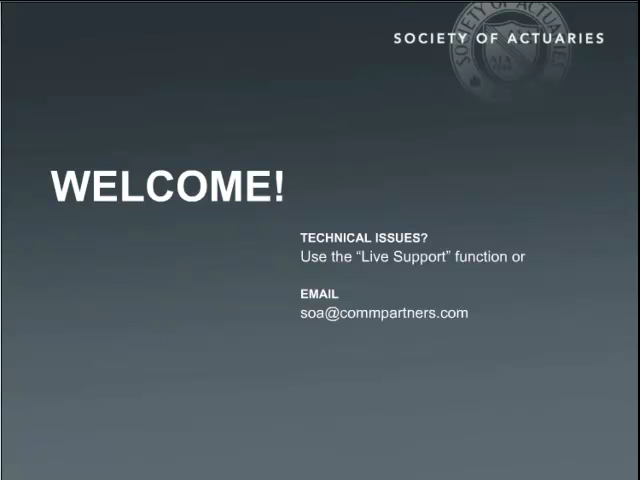 SOCIETY OF ACTUARIES
WELCOME!
TECHNICAL ISSUES?
Use the “Live Support” function or
EMAIL
soa@commpartners.com